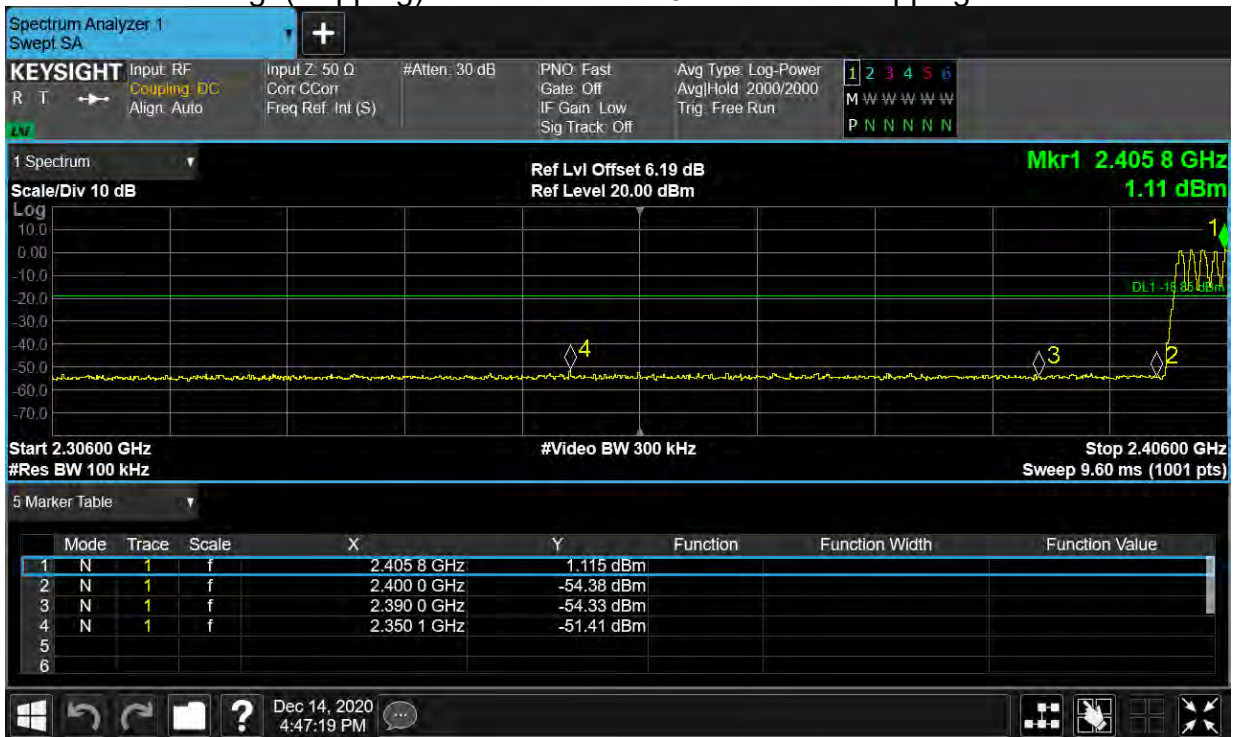 Spectrum Analyzer 1
Swept SA
+
KEYSIGHT Input: RF Input Z: 50 Ω #Atten: 30 dB PNO: Fast Avg Type: Log-Power 1 2 3 4 5 6
R T Coupling: DC Corr CCorr Gate: Off Avg|Hold: 2000/2000 M W W W W W
Align: Auto Freq Ref: Int (S) IF Gain: Low Trig: Free Run P N N N N N
LXI Sig Track: Off
1 Spectrum Ref Lvl Offset 6.19 dB Mkr1 2.405 8 GHz
Scale/Div 10 dB Ref Level 20.00 dBm 1.11 dBm
Log
10.0 1
0.00
-10.0
-20.0 DL1
-30.0
-40.0 4 3 2
-50.0
-60.0
-70.0
Start 2.30600 GHz #Video BW 300 kHz Stop 2.40600 GHz
#Res BW 100 kHz Sweep 9.60 ms (1001 pts)
5 Marker Table
Mode Trace Scale X Y Function Function Width Function Value
1 N 1 f 2.405 8 GHz 1.115 dBm
2 N 1 f 2.400 0 GHz -54.38 dBm
3 N 1 f 2.390 0 GHz -54.33 dBm
4 N 1 f 2.350 1 GHz -51.41 dBm
5
6
? Dec 14, 2020
4:47:19 PM